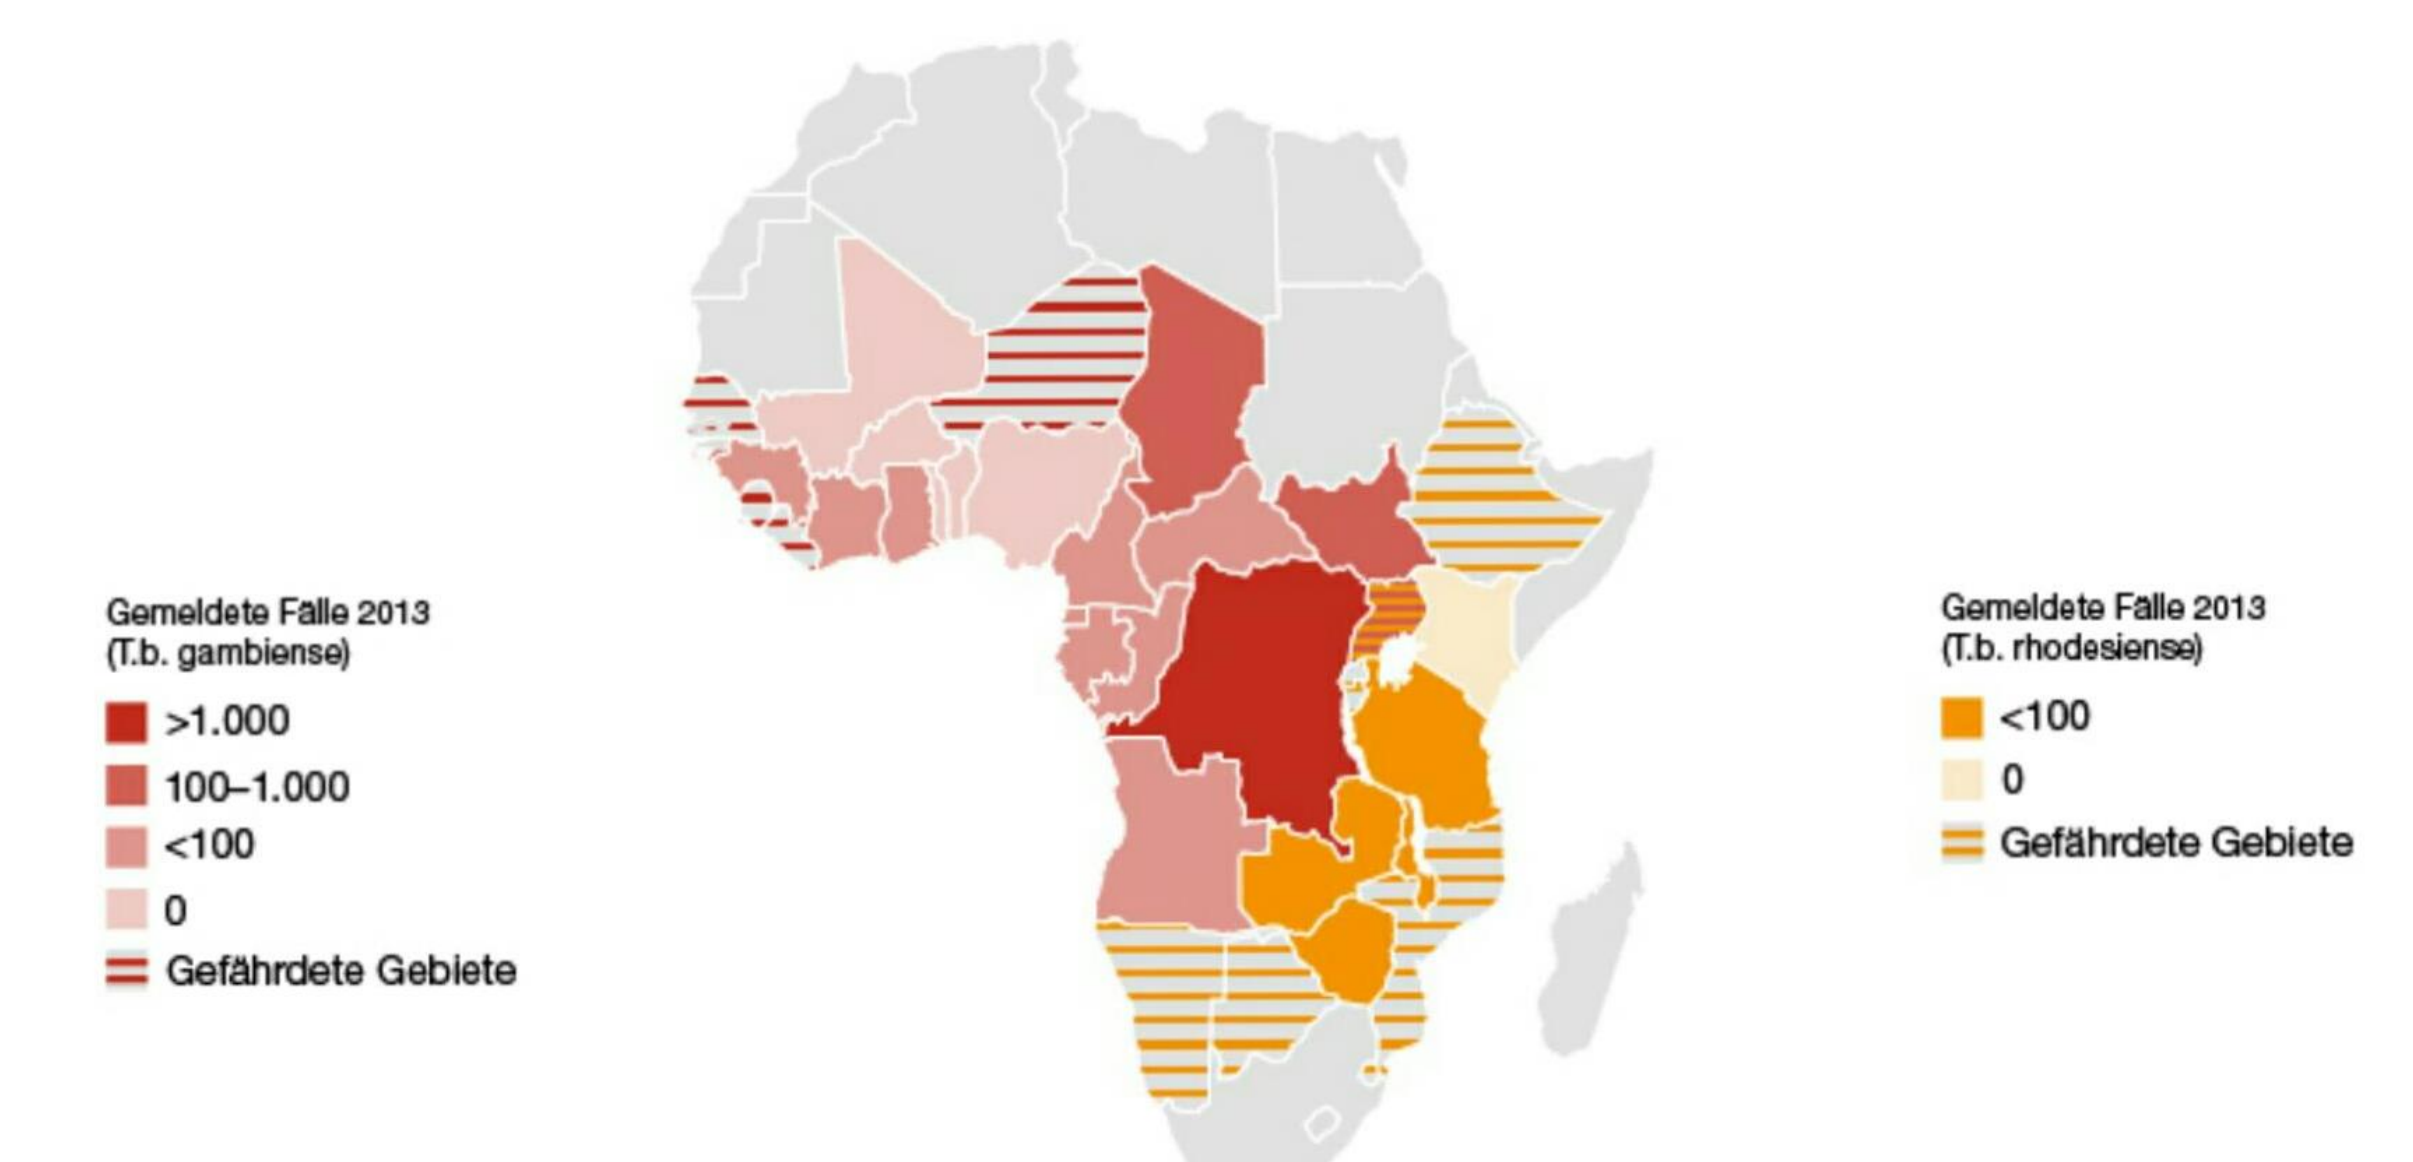 Gemeldete Fälle 2013
(T.b. gambiense)
>1.000
100–1.000
<100
0
Gefährdete Gebiete
Gemeldete Fälle 2013
(T.b. rhodesiense)
<100
0
Gefährdete Gebiete